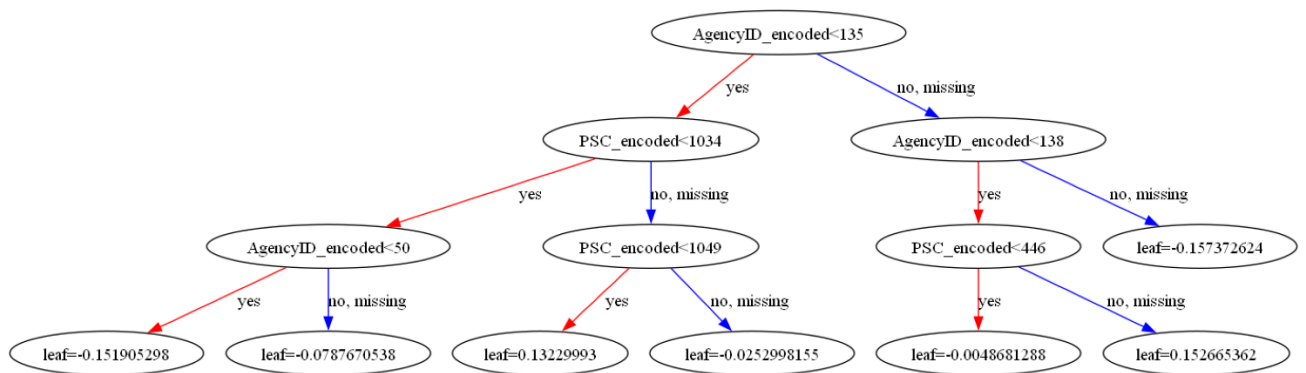 AgencyID_encoded<135
yes
no, missing
PSC_encoded<1034
AgencyID_encoded<138
yes
no, missing
yes
no, missing
AgencyID_encoded<50
PSC_encoded<1049
PSC_encoded<446
leaf=-0.157372624
yes
no, missing
yes
no, missing
yes
no, missing
leaf=-0.151905298
leaf=-0.0787670538
leaf=0.13229993
leaf=-0.0252998155
leaf=-0.0048681288
leaf=0.152665362